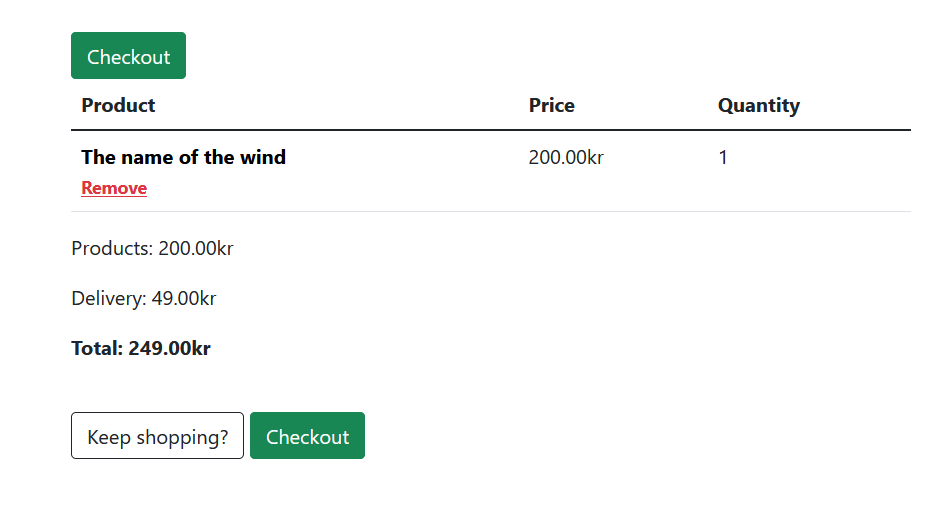 Checkout
Product Price Quantity
The name of the wind 200.00kr 1
Remove
Products: 200.00kr
Delivery: 49.00kr
Total: 249.00kr
Keep shopping? Checkout